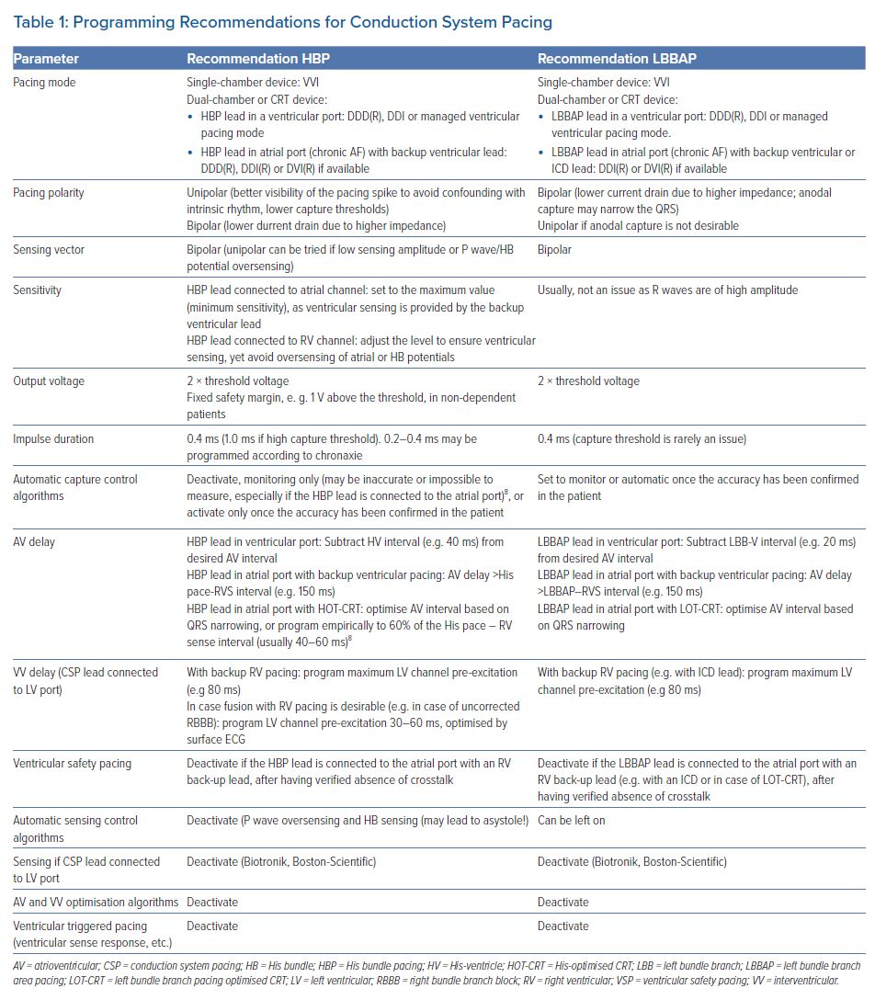 Table 1: Programming Recommendations for Conduction System Pacing
Parameter
Recommendation HBP
Recommendation LBBAP
Pacing mode
Single-chamber device: VVI
Dual-chamber or CRT device:
• HBP lead in a ventricular port: DDD(R), DDI or managed ventricular
pacing mode
• HBP lead in atrial port (chronic AF) with backup ventricular lead:
DDD(R), DDI(R) or DVI(R) if available
Single-chamber device: VVI
Dual-chamber or CRT device:
• LBBAP lead in a ventricular port: DDD(R), DDI or managed
ventricular pacing mode.
• LBBAP lead in atrial port (chronic AF) with backup ventricular or
ICD lead: DDI(R) or DVI(R) if available
Pacing polarity
Unipolar (better visibility of the pacing spike to avoid confounding with
intrinsic rhythm, lower capture thresholds)
Bipolar (lower durrent drain due to higher impedance)
Bipolar (lower current drain due to higher impedance; anodal
capture may narrow the QRS)
Unipolar if anodal capture is not desirable
Sensing vector
Bipolar (unipolar can be tried if low sensing amplitude or P wave/HB
potential oversensing)
Bipolar
Sensitivity
HBP lead connected to atrial channel: set to the maximum value
(minimum sensitivity), as ventricular sensing is provided by the backup
ventricular lead
HBP lead connected to RV channel: adjust the level to ensure ventricular
sensing, yet avoid oversensing of atrial or HB potentials
Usually, not an issue as R waves are of high amplitude
Output voltage
2 × threshold voltage
Fixed safety margin, e. g. 1 V above the threshold, in non-dependent
patients
2 × threshold voltage
Impulse duration
0.4 ms (1.0 ms if high capture threshold). 0.2–0.4 ms may be
programmed according to chronaxie
0.4 ms (capture threshold is rarely an issue)
Automatic capture control
algorithms
Deactivate, monitoring only (may be inaccurate or impossible to
measure, especially if the HBP lead is connected to the atrial port)⁸, or
activate only once the accuracy has been confirmed in the patient
Set to monitor or automatic once the accuracy has been confirmed
in the patient
AV delay
HBP lead in ventricular port: Subtract HV interval (e.g. 40 ms) from
desired AV interval
HBP lead in atrial port with backup ventricular pacing: AV delay >His
pace-RVS interval (e.g. 150 ms)
HBP lead in atrial port with HOT-CRT: optimise AV interval based on
QRS narrowing, or program empirically to 60% of the His pace – RV
sense interval (usually 40–60 ms)⁸
LBBAP lead in ventricular port: Subtract LBB-V interval (e.g. 20 ms)
from desired AV interval
LBBAP lead in atrial port with backup ventricular pacing: AV delay
>LBBAP–RVS interval (e.g. 150 ms)
LBBAP lead in atrial port with LOT-CRT: optimise AV interval based
on QRS narrowing
VV delay (CSP lead connected
to LV port)
With backup RV pacing: program maximum LV channel pre-excitation
(e.g 80 ms)
In case fusion with RV pacing is desirable (e.g. in case of uncorrected
RBBB): program LV channel pre-excitation 30–60 ms, optimised by
surface ECG
With backup RV pacing (e.g. with ICD lead): program maximum LV
channel pre-excitation (e.g 80 ms)
Ventricular safety pacing
Deactivate if the HBP lead is connected to the atrial port with an RV
back-up lead, after having verified absence of crosstalk
Deactivate if the LBBAP lead is connected to the atrial port with an
RV back-up lead (e.g. with an ICD or in case of LOT-CRT), after
having verified absence of crosstalk
Automatic sensing control
algorithms
Deactivate (P wave oversensing and HB sensing (may lead to asystole!)
Can be left on
Sensing if CSP lead connected
to LV port
Deactivate (Biotronik, Boston-Scientific)
Deactivate (Biotronik, Boston-Scientific)
AV and VV optimisation algorithms
Deactivate
Deactivate
Ventricular triggered pacing
(ventricular sense response, etc.)
Deactivate
Deactivate
AV = atrioventricular; CSP = conduction system pacing; HB = His bundle; HBP = His bundle pacing; HV = His-ventricle; HOT-CRT = His-optimised CRT; LBB = left bundle branch; LBBAP = left bundle branch
area pacing; LOT-CRT = left bundle branch pacing optimised CRT; LV = left ventricular; RBBB = right bundle branch block; RV = right ventricular; VSP = ventricular safety pacing; VV = interventricular.